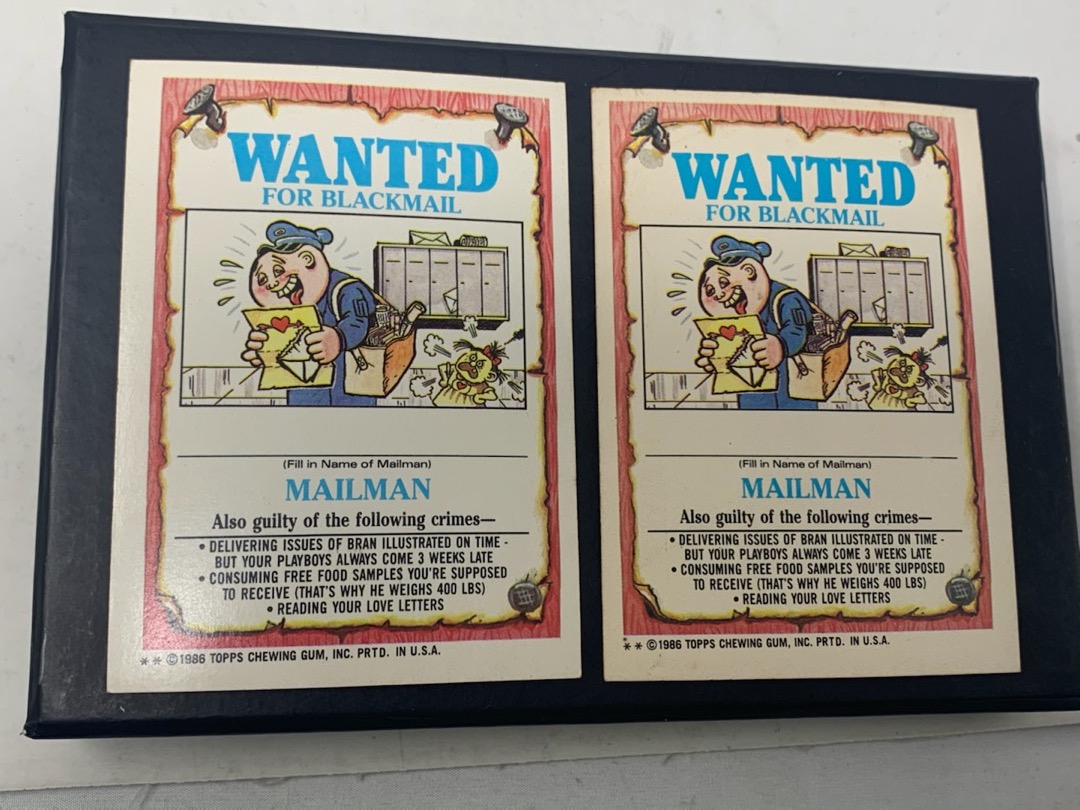 WANTED
FOR BLACKMAIL
(Fill in Name of Mailman)
MAILMAN
Also guilty of the following crimes—
• DELIVERING ISSUES OF BRAN ILLUSTRATED ON TIME -
BUT YOUR PLAYBOYS ALWAYS COME 3 WEEKS LATE
• CONSUMING FREE FOOD SAMPLES YOU'RE SUPPOSED
TO RECEIVE (THAT'S WHY HE WEIGHS 400 LBS)
• READING YOUR LOVE LETTERS
** ©1986 TOPPS CHEWING GUM, INC. PRTD. IN U.S.A.
WANTED
FOR BLACKMAIL
(Fill in Name of Mailman)
MAILMAN
Also guilty of the following crimes—
• DELIVERING ISSUES OF BRAN ILLUSTRATED ON TIME -
BUT YOUR PLAYBOYS ALWAYS COME 3 WEEKS LATE
• CONSUMING FREE FOOD SAMPLES YOU'RE SUPPOSED
TO RECEIVE (THAT'S WHY HE WEIGHS 400 LBS)
• READING YOUR LOVE LETTERS
** ©1986 TOPPS CHEWING GUM, INC. PRTD. IN U.S.A.